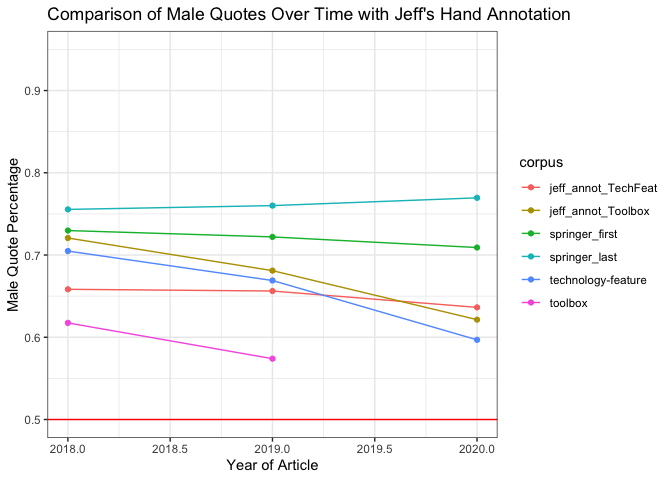 Comparison of Male Quotes Over Time with Jeff's Hand Annotation
Male Quote Percentage
0.9
0.8
0.7
0.6
0.5
2018.0
2018.5
2019.0
2019.5
2020.0
Year of Article
corpus
jeff_annot_TechFeat
jeff_annot_Toolbox
springer_first
springer_last
technology-feature
toolbox